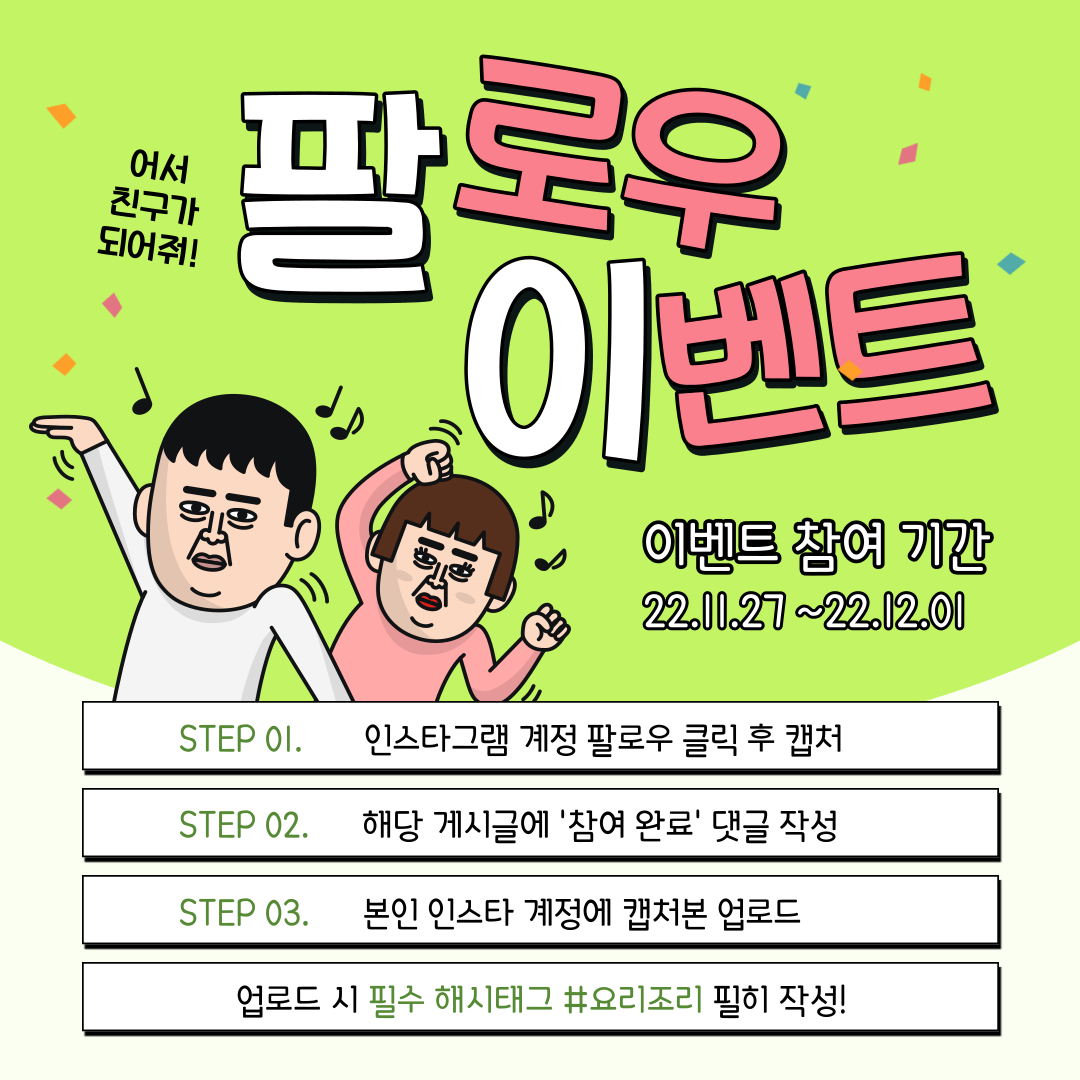 어서
친구가
되어줘!
팔로우
이벤트
이벤트 참여 기간
22.11.27 ~22.12.01
STEP 01. 인스타그램 계정 팔로우 클릭 후 캡처
STEP 02. 해당 게시글에 '참여 완료' 댓글 작성
STEP 03. 본인 인스타 계정에 캡처본 업로드
업로드 시 필수 해시태그 #요리조리 필히 작성!